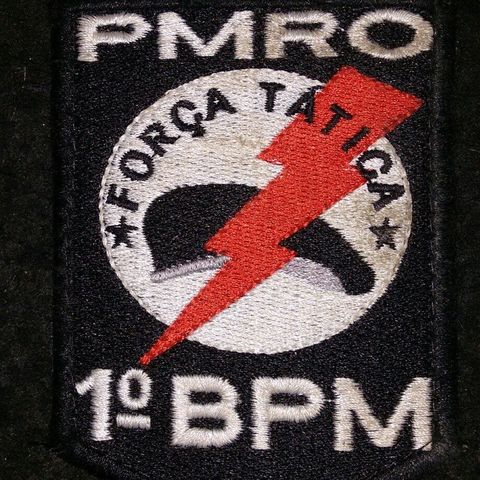 PMRO
FORÇA TÁTICA
1º BPM